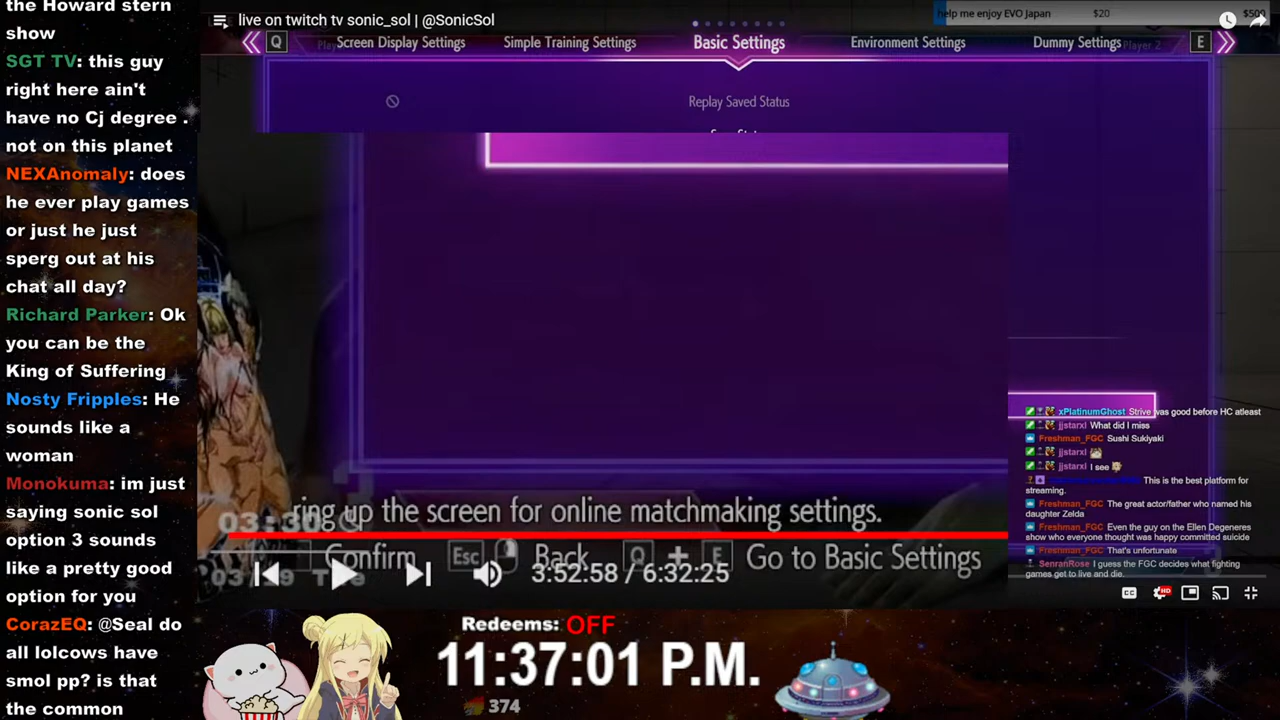 the Howard stern
show
SGT TV: this guy
right here ain't
have no Cj degree .
not on this planet
NEXAnomaly: does
he ever play games
or just he just
sperg out at his
chat all day?
Richard Parker: Ok
you can be the
King of Suffering
Nosty Fripples: He
sounds like a
woman
Monokuma: im just
saying sonic sol
option 3 sounds
like a pretty good
option for you
CorazEQ: @Seal do
all lolcows have
smol pp? is that
the common
live on twitch tv sonic_sol | @SonicSol
help me enjoy EVO Japan $20 $500
Q Screen Display Settings Simple Training Settings Basic Settings Environment Settings Dummy Settings Player 2 E
Replay Saved Status
xPlatinumGhost Strive was good before HC atleast
jjstarxl What did I miss
Freshman_FGC Sushi Sukiyaki
jjstarxl
jjstarxl I see
This is the best platform for
streaming.
Freshman_FGC The great actor/father who named his
daughter Zelda
Freshman_FGC Even the guy on the Ellen Degeneres
show who everyone thought was happy committed suicide
Freshman_FGC That's unfortunate
SenranRose I guess the FGC decides what fighting
games get to live and die.
ring up the screen for online matchmaking settings.
03:30
Confirm Esc Back Q + E Go to Basic Settings
3:52:58 / 6:32:25
CC HD
Redeems: OFF
11:37:01 P.M.
374